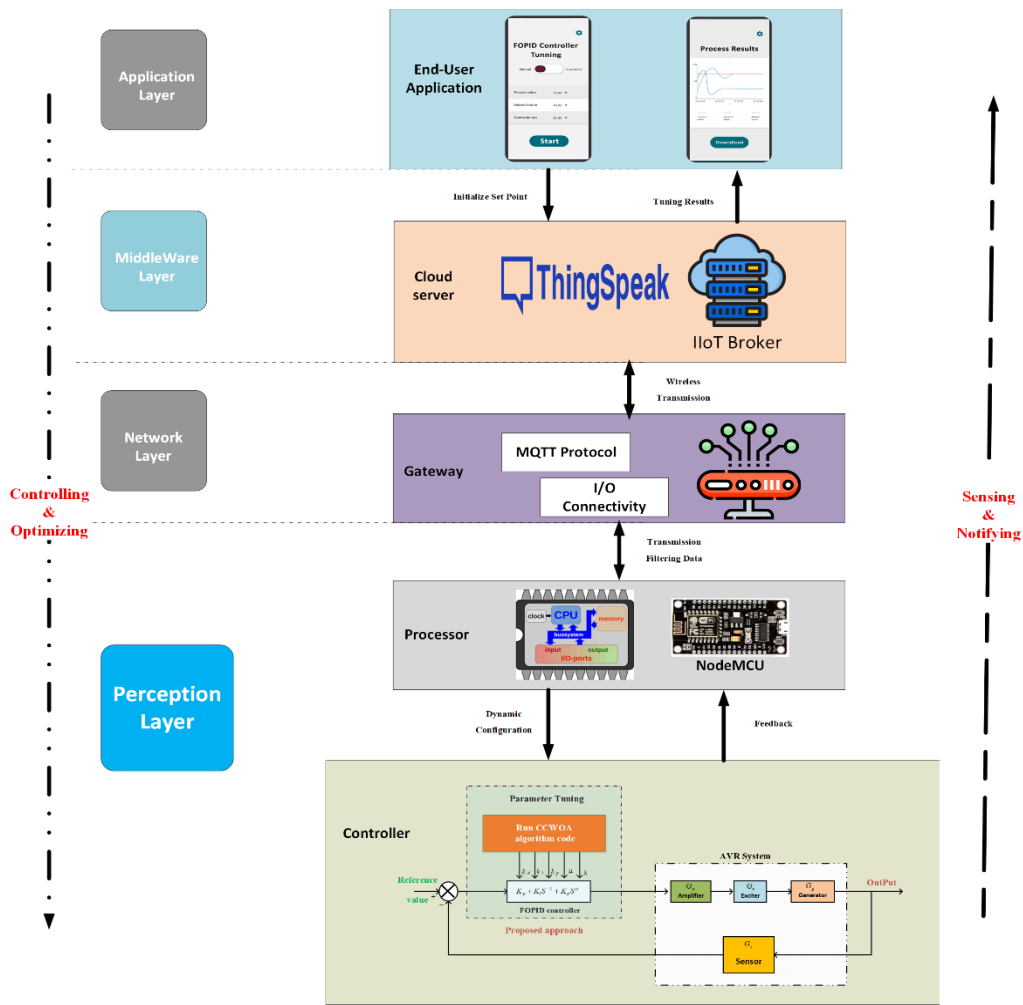 Application
Layer
End-User
Application
FOPID Controller
Tunning
Start
Process Results
Download
Initialize Set Point
Tuning Results
MiddleWare
Layer
Cloud
server
ThingSpeak
IIoT Broker
Wireless
Transmission
Network
Layer
Gateway
MQTT Protocol
I/O
Connectivity
Controlling
&
Optimizing
Sensing
&
Notifying
Transmission
Filtering Data
Processor
clock
CPU
memory
bussystem
input
output
I/O-ports
NodeMCU
Perception
Layer
Dynamic
Configuration
Feedback
Controller
Parameter Tuning
Run CCWOA
algorithm code
Reference
value
+
−
FOPID controller
Proposed approach
AVR System
Amplifier
Exciter
Generator
OutPut
Sensor